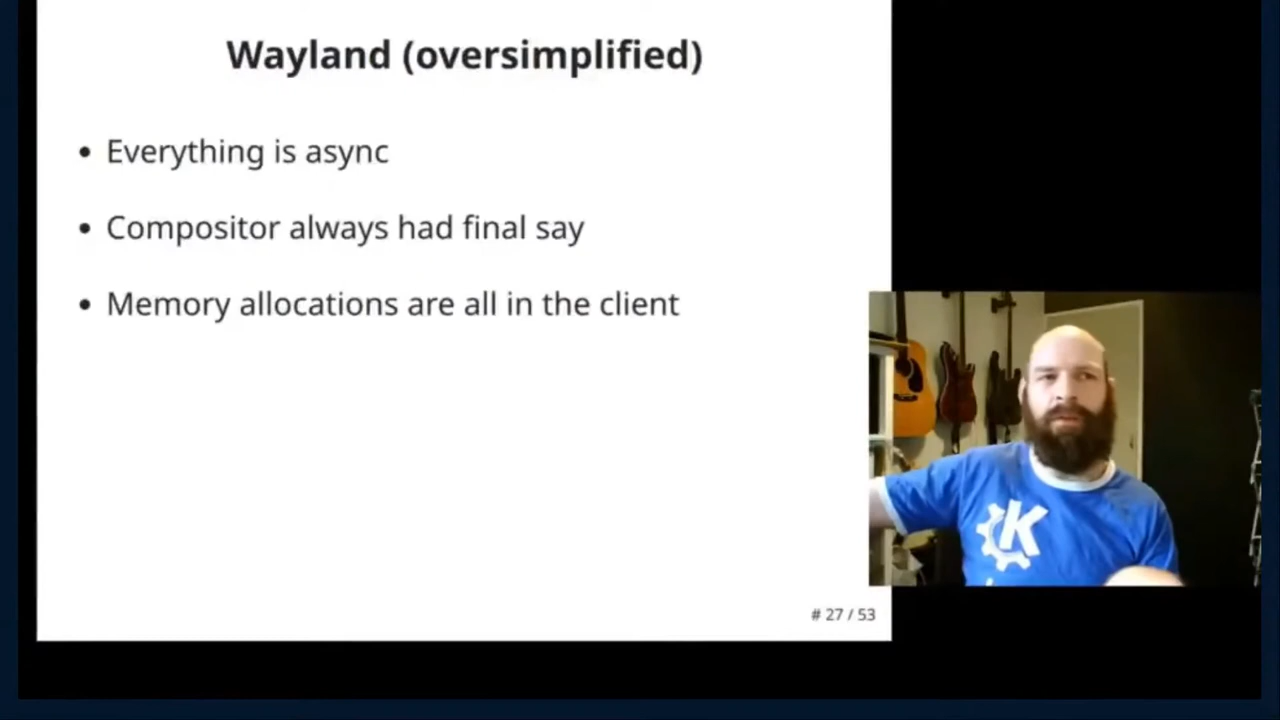 Wayland (oversimplified)
• Everything is async
• Compositor always had final say
• Memory allocations are all in the client
K
# 27 / 53